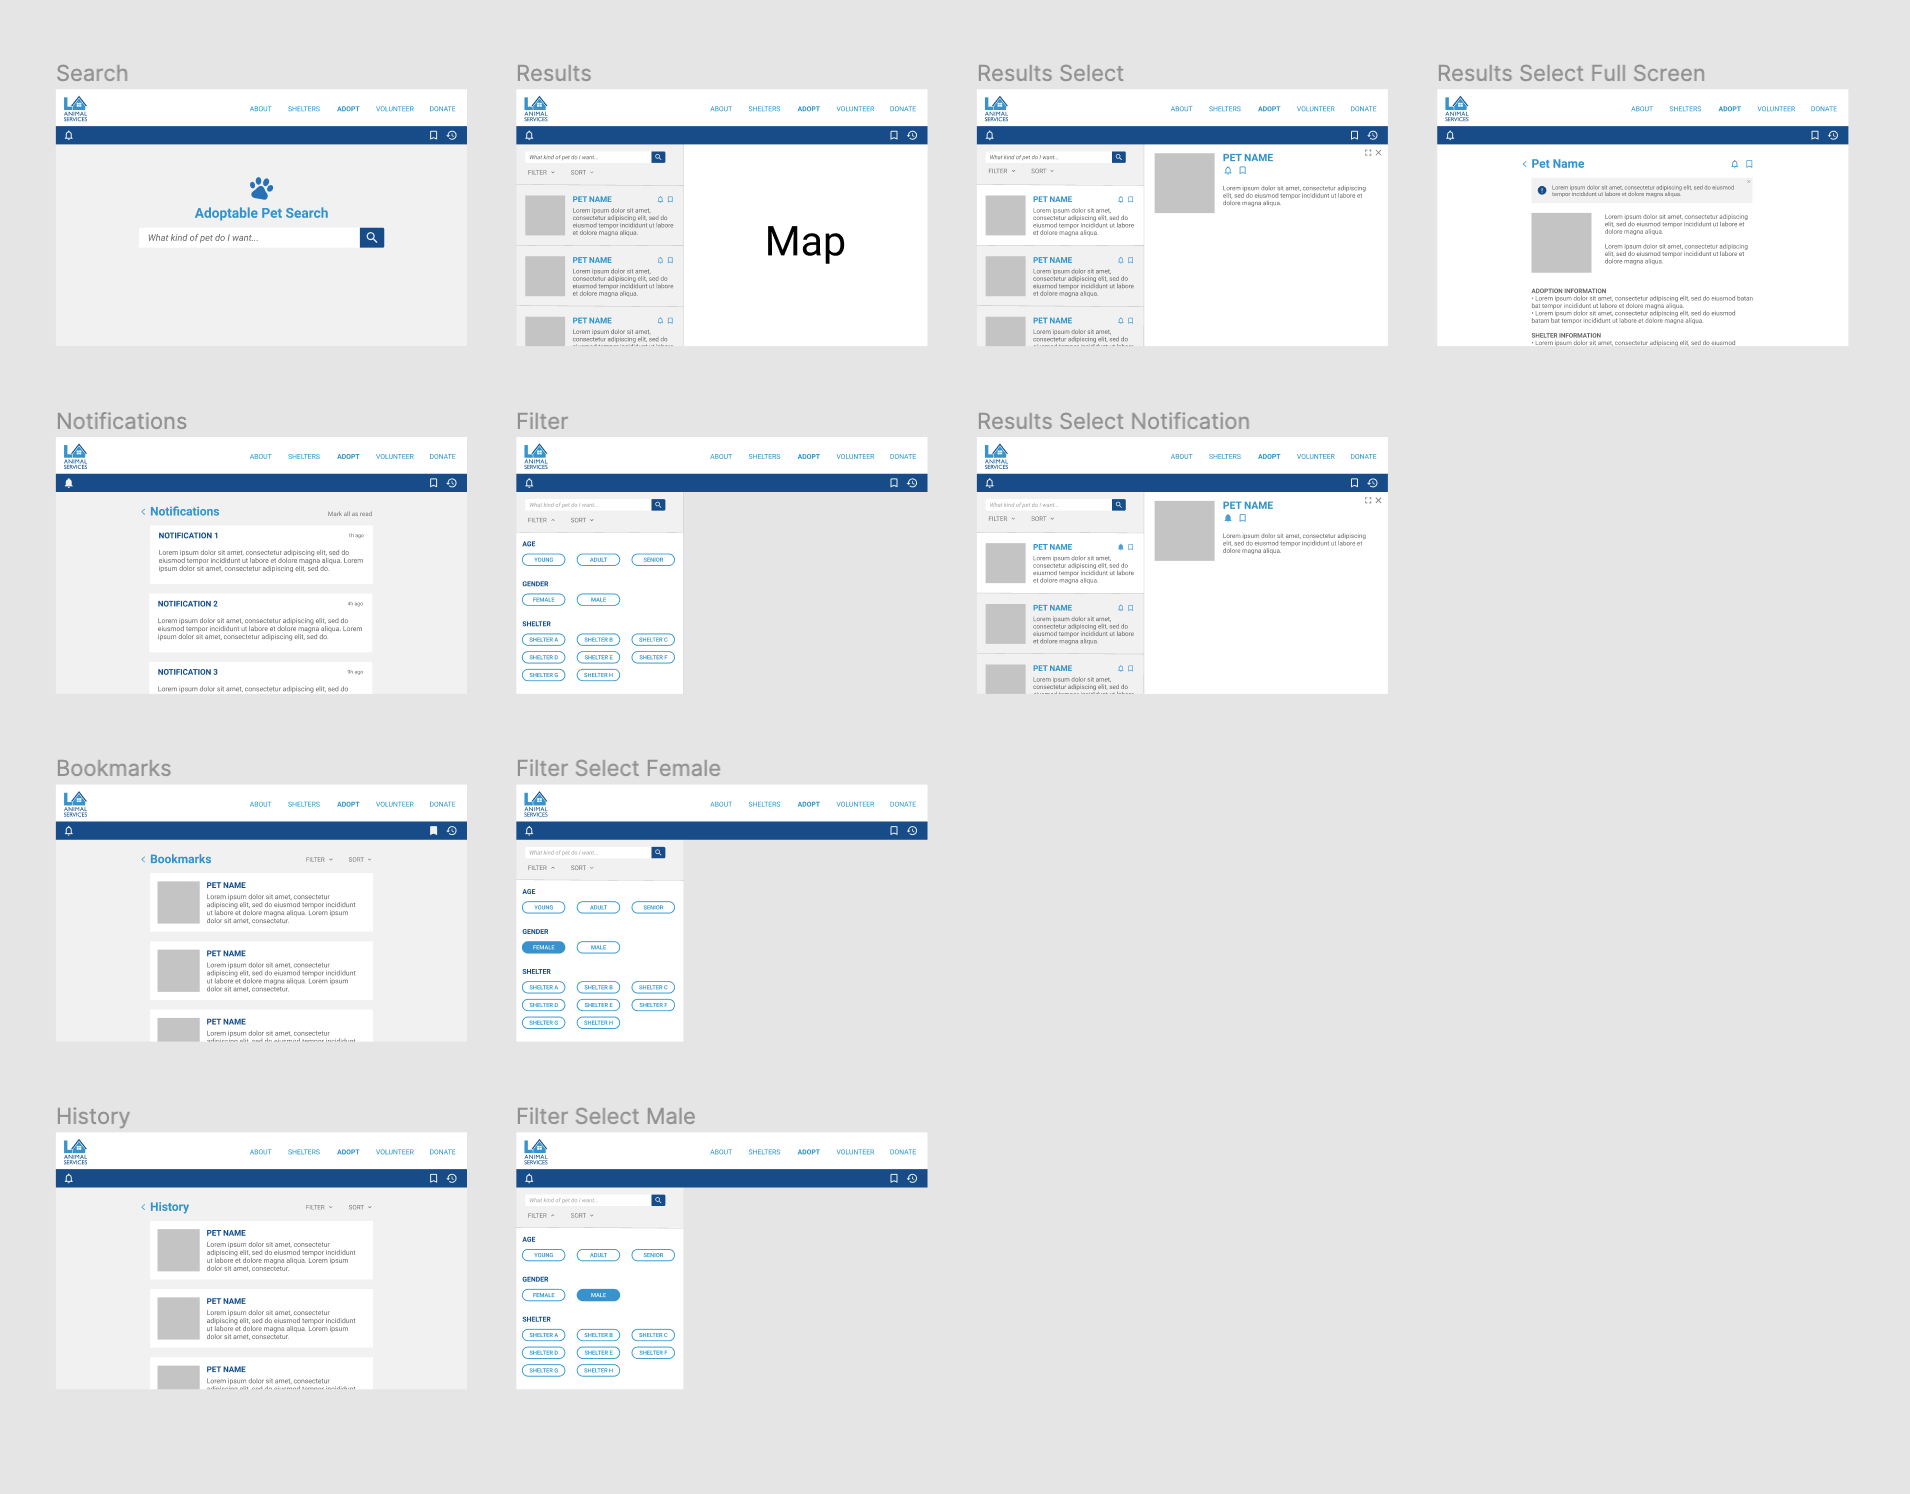 Search
LA
ANIMAL
SERVICES
ABOUT SHELTERS ADOPT VOLUNTEER DONATE
Adoptable Pet Search
What kind of pet do I want...
Results
LA
ANIMAL
SERVICES
ABOUT SHELTERS ADOPT VOLUNTEER DONATE
What kind of pet do I want...
FILTER SORT
PET NAME
Lorem ipsum dolor sit amet,
consectetur adipiscing elit, sed do
eiusmod tempor incididunt ut labore
et dolore magna aliqua.
PET NAME
Lorem ipsum dolor sit amet,
consectetur adipiscing elit, sed do
eiusmod tempor incididunt ut labore
et dolore magna aliqua.
PET NAME
Lorem ipsum dolor sit amet,
consectetur adipiscing elit, sed do
eiusmod tempor incididunt ut labore
Map
Results Select
LA
ANIMAL
SERVICES
ABOUT SHELTERS ADOPT VOLUNTEER DONATE
What kind of pet do I want...
FILTER SORT
PET NAME
Lorem ipsum dolor sit amet,
consectetur adipiscing elit, sed do
eiusmod tempor incididunt ut labore
et dolore magna aliqua.
PET NAME
Lorem ipsum dolor sit amet,
consectetur adipiscing elit, sed do
eiusmod tempor incididunt ut labore
et dolore magna aliqua.
PET NAME
Lorem ipsum dolor sit amet,
consectetur adipiscing elit, sed do
eiusmod tempor incididunt ut labore
PET NAME
Lorem ipsum dolor sit amet, consectetur adipiscing
elit, sed do eiusmod tempor incididunt ut labore et
dolore magna aliqua.
Results Select Full Screen
LA
ANIMAL
SERVICES
ABOUT SHELTERS ADOPT VOLUNTEER DONATE
Pet Name
Lorem ipsum dolor sit amet, consectetur adipiscing elit, sed do eiusmod
tempor incididunt ut labore et dolore magna aliqua.
Lorem ipsum dolor sit amet, consectetur adipiscing
elit, sed do eiusmod tempor incididunt ut labore et
dolore magna aliqua.
Lorem ipsum dolor sit amet, consectetur adipiscing
elit, sed do eiusmod tempor incididunt ut labore et
dolore magna aliqua.
ADOPTION INFORMATION
• Lorem ipsum dolor sit amet, consectetur adipiscing elit, sed do eiusmod batan
bat tempor incididunt ut labore et dolore magna aliqua.
• Lorem ipsum dolor sit amet, consectetur adipiscing elit, sed do eiusmod
batam bat tempor incididunt ut labore et dolore magna aliqua.
SHELTER INFORMATION
• Lorem ipsum dolor sit amet, consectetur adipiscing elit, sed do eiusmod
Notifications
LA
ANIMAL
SERVICES
ABOUT SHELTERS ADOPT VOLUNTEER DONATE
Notifications
Mark all as read
NOTIFICATION 1
1h ago
Lorem ipsum dolor sit amet, consectetur adipiscing elit, sed do
eiusmod tempor incididunt ut labore et dolore magna aliqua. Lorem
ipsum dolor sit amet, consectetur adipiscing elit, sed do.
NOTIFICATION 2
4h ago
Lorem ipsum dolor sit amet, consectetur adipiscing elit, sed do
eiusmod tempor incididunt ut labore et dolore magna aliqua. Lorem
ipsum dolor sit amet, consectetur adipiscing elit, sed do.
NOTIFICATION 3
9h ago
Lorem ipsum dolor sit amet, consectetur adipiscing elit, sed do
Filter
LA
ANIMAL
SERVICES
ABOUT SHELTERS ADOPT VOLUNTEER DONATE
What kind of pet do I want...
FILTER SORT
AGE
YOUNG ADULT SENIOR
GENDER
FEMALE MALE
SHELTER
SHELTER A SHELTER B SHELTER C
SHELTER D SHELTER E SHELTER F
SHELTER G SHELTER H
Results Select Notification
LA
ANIMAL
SERVICES
ABOUT SHELTERS ADOPT VOLUNTEER DONATE
What kind of pet do I want...
FILTER SORT
PET NAME
Lorem ipsum dolor sit amet,
consectetur adipiscing elit, sed do
eiusmod tempor incididunt ut labore
et dolore magna aliqua.
PET NAME
Lorem ipsum dolor sit amet,
consectetur adipiscing elit, sed do
eiusmod tempor incididunt ut labore
et dolore magna aliqua.
PET NAME
Lorem ipsum dolor sit amet,
consectetur adipiscing elit, sed do
eiusmod tempor incididunt ut labore
PET NAME
Lorem ipsum dolor sit amet, consectetur adipiscing
elit, sed do eiusmod tempor incididunt ut labore et
dolore magna aliqua.
Bookmarks
LA
ANIMAL
SERVICES
ABOUT SHELTERS ADOPT VOLUNTEER DONATE
Bookmarks
FILTER SORT
PET NAME
Lorem ipsum dolor sit amet, consectetur
adipiscing elit, sed do eiusmod tempor incididunt
ut labore et dolore magna aliqua. Lorem ipsum
dolor sit amet, consectetur.
PET NAME
Lorem ipsum dolor sit amet, consectetur
adipiscing elit, sed do eiusmod tempor incididunt
ut labore et dolore magna aliqua. Lorem ipsum
dolor sit amet, consectetur.
PET NAME
Lorem ipsum dolor sit amet, consectetur
adipiscing elit, sed do eiusmod tempor incididunt
Filter Select Female
LA
ANIMAL
SERVICES
ABOUT SHELTERS ADOPT VOLUNTEER DONATE
What kind of pet do I want...
FILTER SORT
AGE
YOUNG ADULT SENIOR
GENDER
FEMALE MALE
SHELTER
SHELTER A SHELTER B SHELTER C
SHELTER D SHELTER E SHELTER F
SHELTER G SHELTER H
History
LA
ANIMAL
SERVICES
ABOUT SHELTERS ADOPT VOLUNTEER DONATE
History
FILTER SORT
PET NAME
Lorem ipsum dolor sit amet, consectetur
adipiscing elit, sed do eiusmod tempor incididunt
ut labore et dolore magna aliqua. Lorem ipsum
dolor sit amet, consectetur.
PET NAME
Lorem ipsum dolor sit amet, consectetur
adipiscing elit, sed do eiusmod tempor incididunt
ut labore et dolore magna aliqua. Lorem ipsum
dolor sit amet, consectetur.
PET NAME
Lorem ipsum dolor sit amet, consectetur
adipiscing elit, sed do eiusmod tempor incididunt
Filter Select Male
LA
ANIMAL
SERVICES
ABOUT SHELTERS ADOPT VOLUNTEER DONATE
What kind of pet do I want...
FILTER SORT
AGE
YOUNG ADULT SENIOR
GENDER
FEMALE MALE
SHELTER
SHELTER A SHELTER B SHELTER C
SHELTER D SHELTER E SHELTER F
SHELTER G SHELTER H